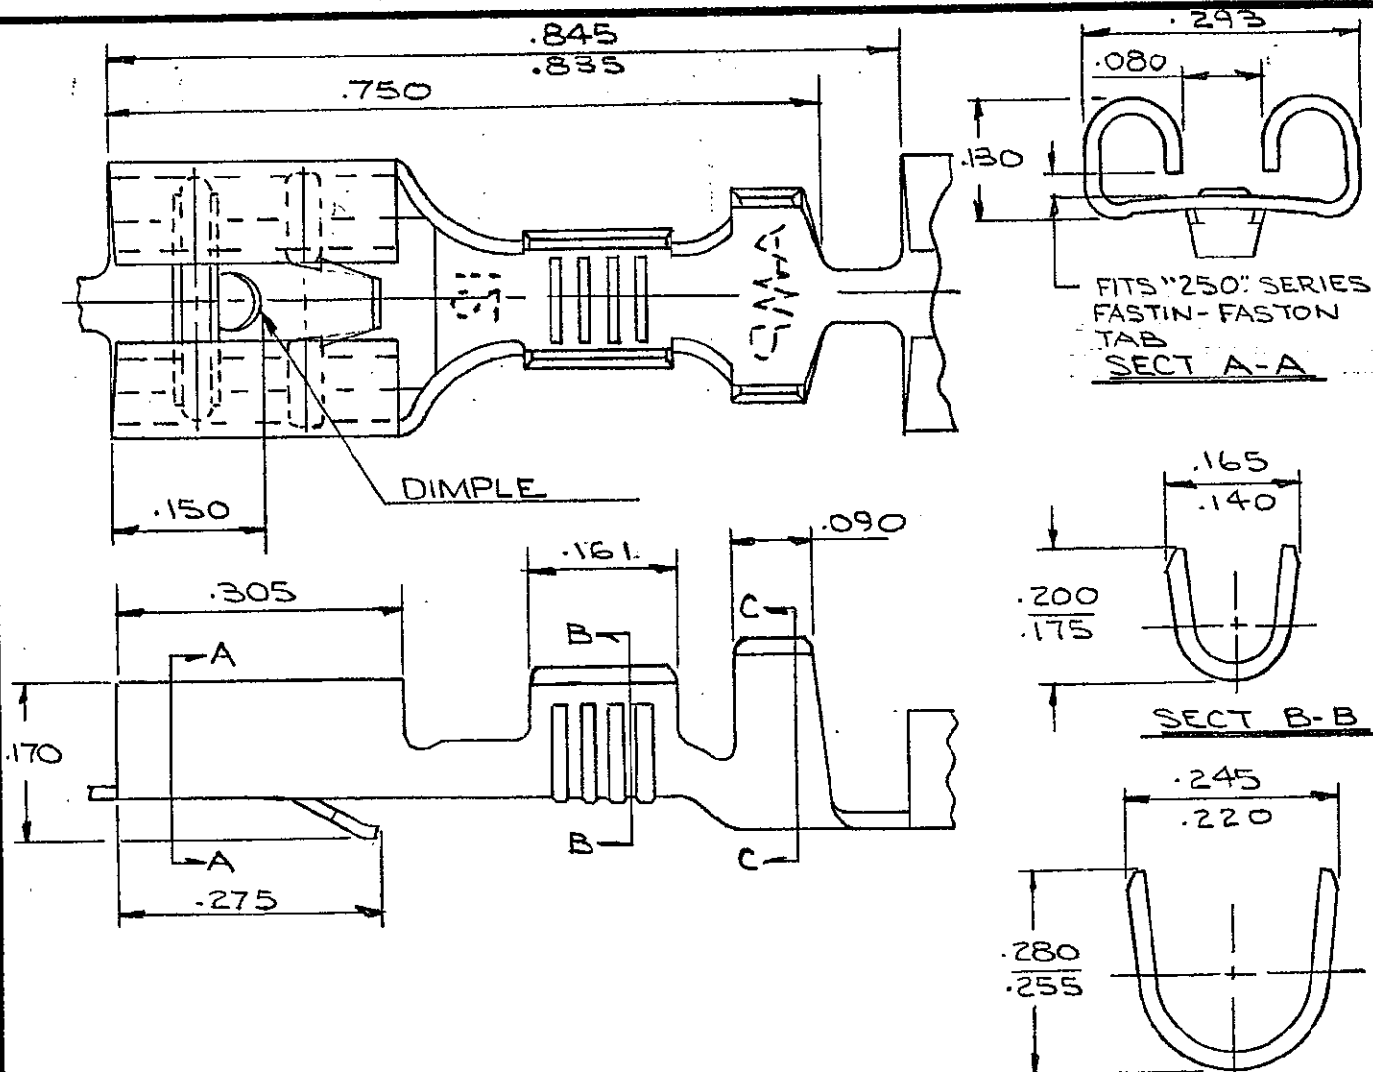 .845
.835
.750
.293
.080
.130
FITS "250" SERIES
FASTIN-FASTON
TAB
SECT A-A
DIMPLE
.150
.165
.140
.200
.175
SECT B-B
.305
.161
.090
A
B
C
.170
A
B
C
.275
.245
.220
.280
.255